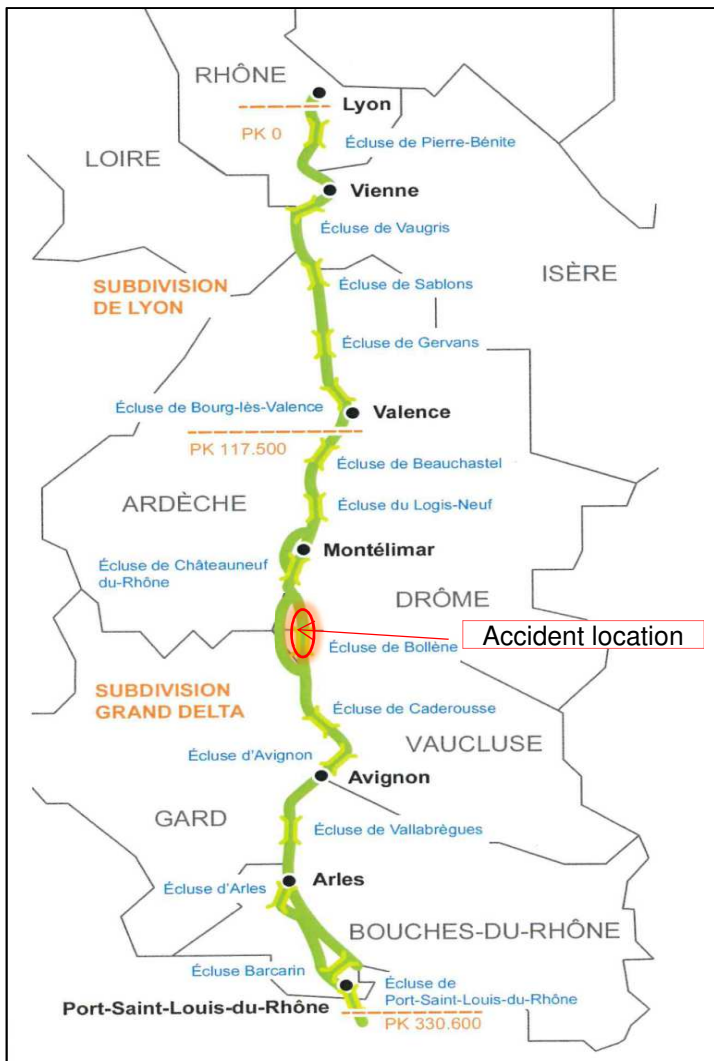 RHÔNE
Lyon
PK 0
Écluse de Pierre-Bénite
LOIRE
Vienne
Écluse de Vaugris
ISÈRE
SUBDIVISION
DE LYON
Écluse de Sablons
Écluse de Gervans
Écluse de Bourg-lès-Valence
Valence
PK 117.500
Écluse de Beauchastel
ARDÈCHE
Écluse du Logis-Neuf
Montélimar
Écluse de Châteauneuf
du-Rhône
DRÔME
Accident location
Écluse de Bollène
SUBDIVISION
GRAND DELTA
Écluse de Caderousse
VAUCLUSE
Écluse d'Avignon
Avignon
GARD
Écluse de Vallabrègues
Arles
Écluse d'Arles
BOUCHES-DU-RHÔNE
Écluse Barcarin
Écluse de
Port-Saint-Louis-du-Rhône
Port-Saint-Louis-du-Rhône
PK 330.600